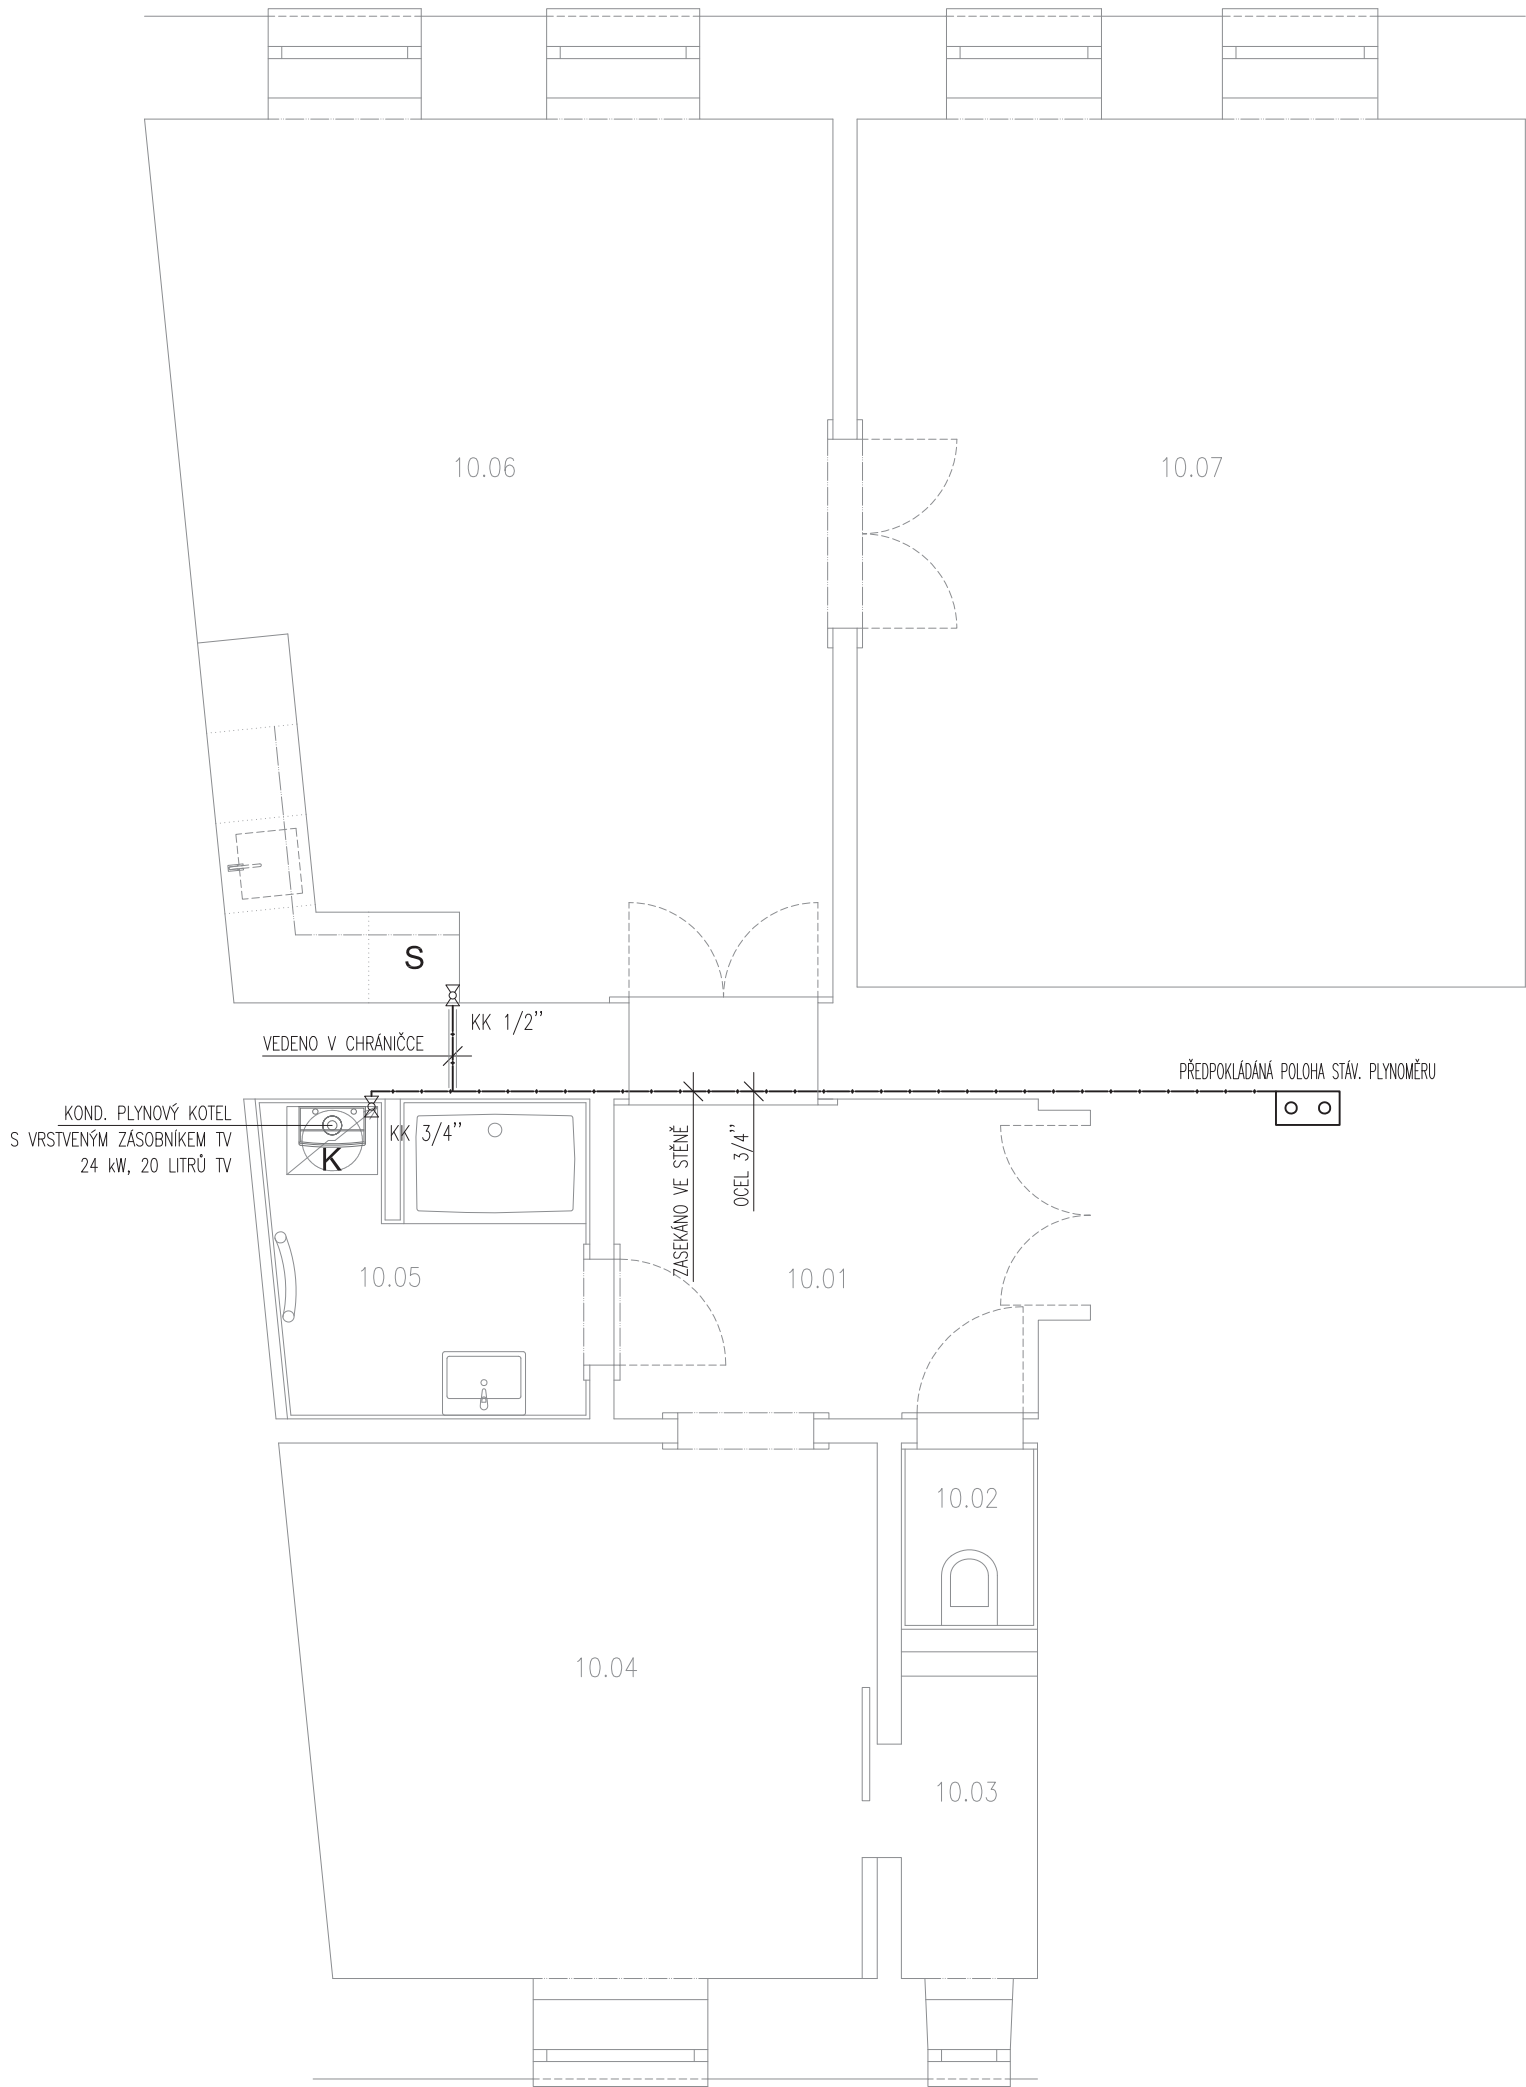 10.06
10.07
S
KK 1/2”
VEDENO V CHRÁNIČCE
PŘEDPOKLÁDÁNÁ POLOHA STÁV. PLYNOMĚRU
KOND. PLYNOVÝ KOTEL
S VRSTVENÝM ZÁSOBNÍKEM TV
24 kW, 20 LITRŮ TV
K
KK 3/4”
ZASEKÁNO VE STĚNĚ
OCEL 3/4”
10.05
10.01
10.02
10.04
10.03